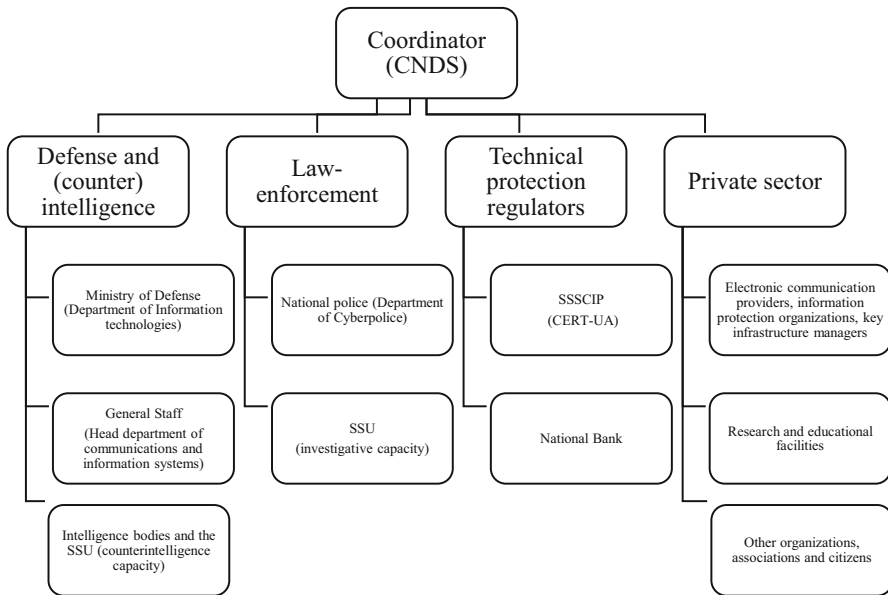 Coordinator
(CNDS)
Defense and
(counter)
intelligence
Law-
enforcement
Technical
protection
regulators
Private sector
Ministry of Defense
(Department of Information
technologies)
National police (Department
of Cyberpolice)
SSSCIP
(CERT-UA)
Electronic communication
providers, information
protection organizations, key
infrastructure managers
General Staff
(Head department of
communications and
information systems)
SSU
(investigative capacity)
National Bank
Research and educational
facilities
Intelligence bodies and the
SSU (counterintelligence
capacity)
Other organizations,
associations and citizens